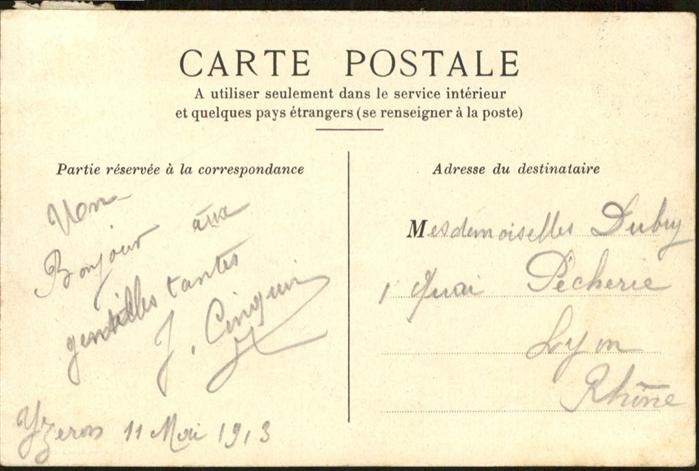 CARTE POSTALE
A utiliser seulement dans le service intérieur
et quelques pays étrangers (se renseigner à la poste)
Partie réservée à la correspondance
Bonjour aux
gentilles tantes
J. Cinquin
Yzeron 11 Mai 1913
Adresse du destinataire
Mesdemoiselles Dubuy
1 Quai Pêcherie
Lyon
Rhône